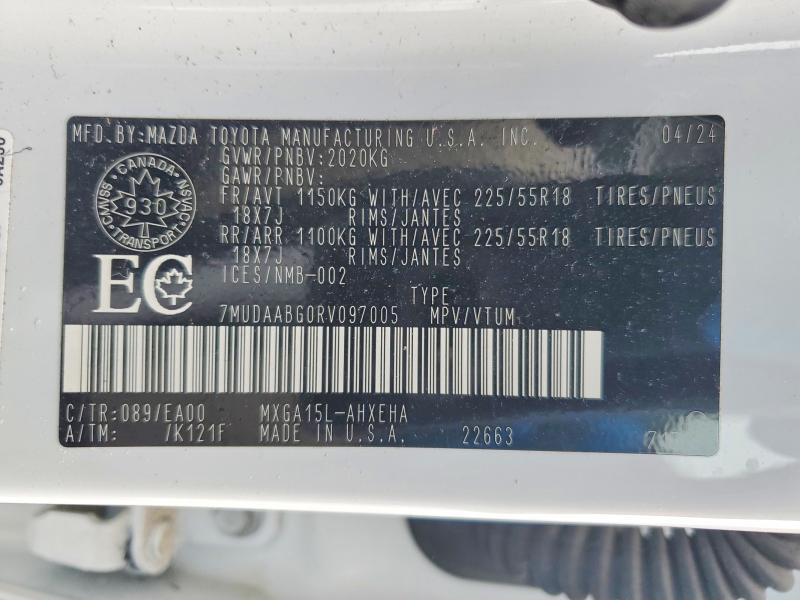 MFD.BY:MAZDA TOYOTA MANUFACTURING U.S.A. INC. 04/24
GVWR/PNBV:2020KG
GAWR/PNBV:
FR/AVT 1150KG WITH/AVEC 225/55R18 TIRES/PNEUS
18X7J RIMS/JANTES
RR/ARR 1100KG WITH/AVEC 225/55R18 TIRES/PNEUS
18X7J RIMS/JANTES
ICES/NMB-002
CANADA
CMVSS NSVAC
930
TRANSPORT
EC
TYPE
7MUDAABG0RV097005 MPV/VTUM
C/TR:089/EA00 MXGA15L-AHXEHA
A/TM: /K121F MADE IN U.S.A. 22663